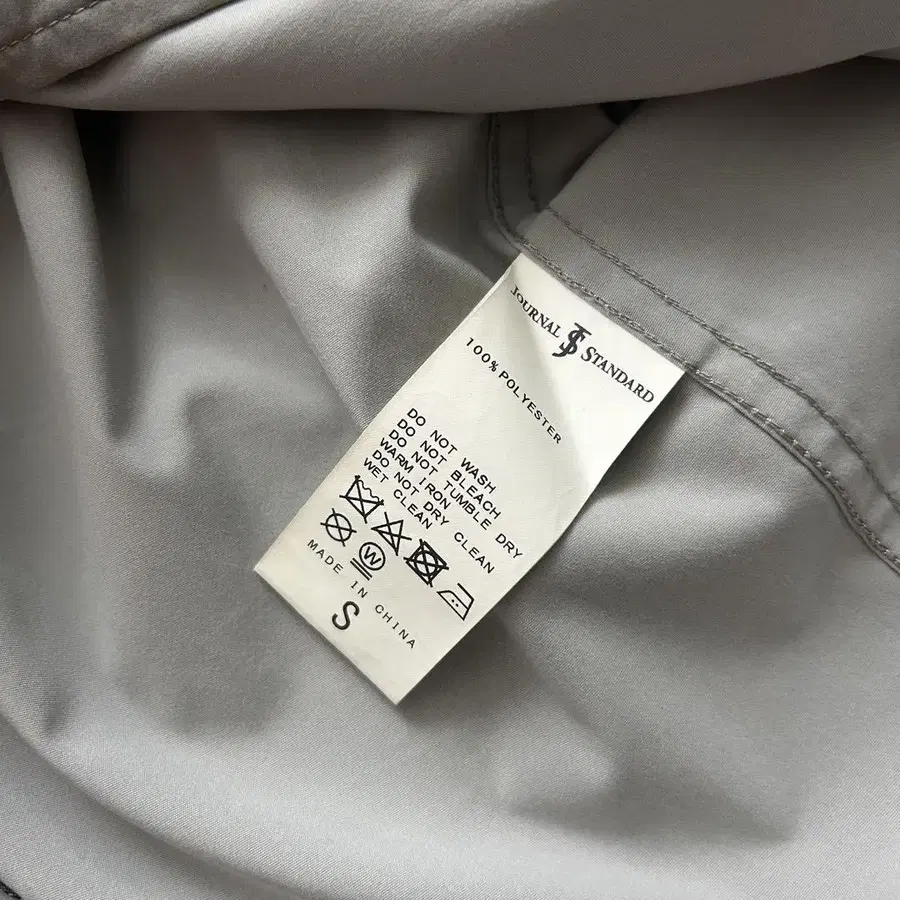 JOURNAL JS STANDARD
100% POLYESTER
DO NOT WASH
DO NOT BLEACH
DO NOT TUMBLE DRY
WARM IRON
DO NOT DRY CLEAN
WET CLEAN
W
MADE IN CHINA
S